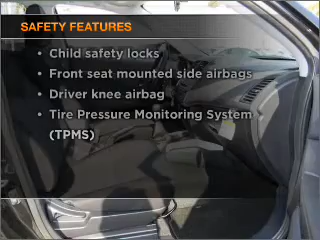 SAFETY FEATURES
• Child safety locks
• Front seat mounted side airbags
• Driver knee airbag
• Tire Pressure Monitoring System
(TPMS)